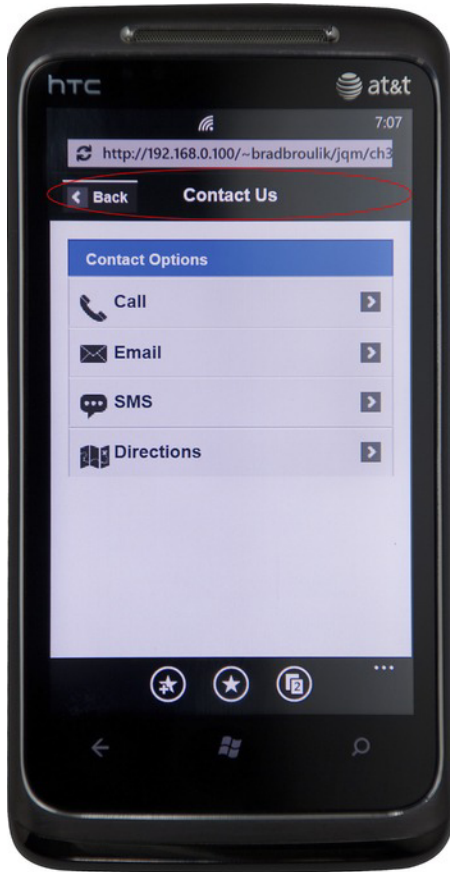 hTC
at&t
7:07
http://192.168.0.100/~bradbroulik/jqm/ch3
Back
Contact Us
Contact Options
Call
Email
SMS
Directions
2